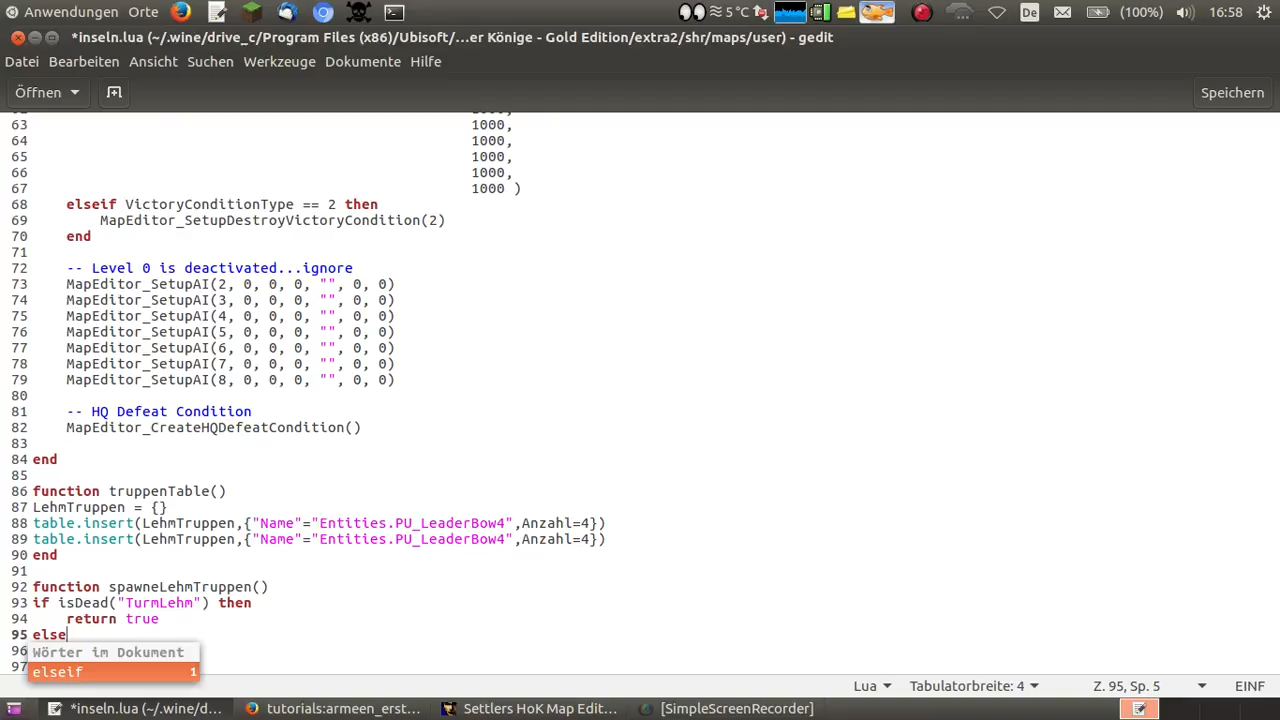 Anwendungen Orte 5 °C De (100%) 16:58
*inseln.lua (~/.wine/drive_c/Program Files (x86)/Ubisoft/...er Könige - Gold Edition/extra2/shr/maps/user) - gedit
Datei Bearbeiten Ansicht Suchen Werkzeuge Dokumente Hilfe
Öffnen Speichern
63 1000,
64 1000,
65 1000,
66 1000,
67 1000 )
68 elseif VictoryConditionType == 2 then
69 MapEditor_SetupDestroyVictoryCondition(2)
70 end
71
72 -- Level 0 is deactivated...ignore
73 MapEditor_SetupAI(2, 0, 0, 0, "", 0, 0)
74 MapEditor_SetupAI(3, 0, 0, 0, "", 0, 0)
75 MapEditor_SetupAI(4, 0, 0, 0, "", 0, 0)
76 MapEditor_SetupAI(5, 0, 0, 0, "", 0, 0)
77 MapEditor_SetupAI(6, 0, 0, 0, "", 0, 0)
78 MapEditor_SetupAI(7, 0, 0, 0, "", 0, 0)
79 MapEditor_SetupAI(8, 0, 0, 0, "", 0, 0)
80
81 -- HQ Defeat Condition
82 MapEditor_CreateHQDefeatCondition()
83
84 end
85
86 function truppenTable()
87 LehmTruppen = {}
88 table.insert(LehmTruppen,{"Name"="Entities.PU_LeaderBow4",Anzahl=4})
89 table.insert(LehmTruppen,{"Name"="Entities.PU_LeaderBow4",Anzahl=4})
90 end
91
92 function spawneLehmTruppen()
93 if isDead("TurmLehm") then
94 return true
95 else
96 Wörter im Dokument
97 elseif 1
Lua Tabulatorbreite: 4 Z. 95, Sp. 5 EINF
*inseln.lua (~/.wine/d... tutorials:armeen_erst... Settlers HoK Map Edit... [SimpleScreenRecorder]